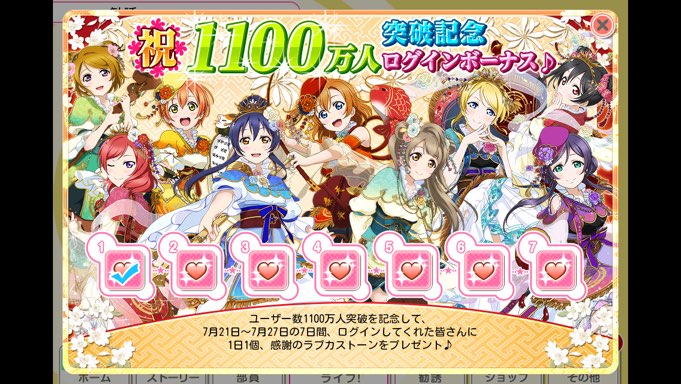 祝
1100万人
突破記念
ログインボーナス♪
1
2
3
4
5
6
7
ユーザー数1100万人突破を記念して、
7月21日～7月27日の7日間、ログインしてくれた皆さんに
1日1個、感謝のラブカストーンをプレゼント♪
ホーム
ストーリー
部員
ライブ!
勧誘
ショップ
その他